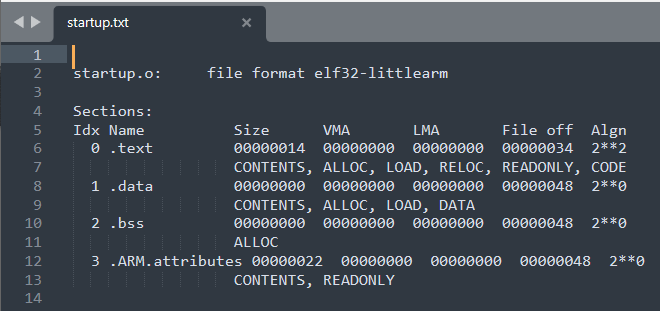 startup.txt
1
2 startup.o:     file format elf32-littlearm
3
4 Sections:
5 Idx Name          Size      VMA       LMA       File off  Algn
6   0 .text         00000014  00000000  00000000  00000034  2**2
7                   CONTENTS, ALLOC, LOAD, RELOC, READONLY, CODE
8   1 .data         00000000  00000000  00000000  00000048  2**0
9                   CONTENTS, ALLOC, LOAD, DATA
10   2 .bss          00000000  00000000  00000000  00000048  2**0
11                   ALLOC
12   3 .ARM.attributes 00000022  00000000  00000000  00000048  2**0
13                   CONTENTS, READONLY
14